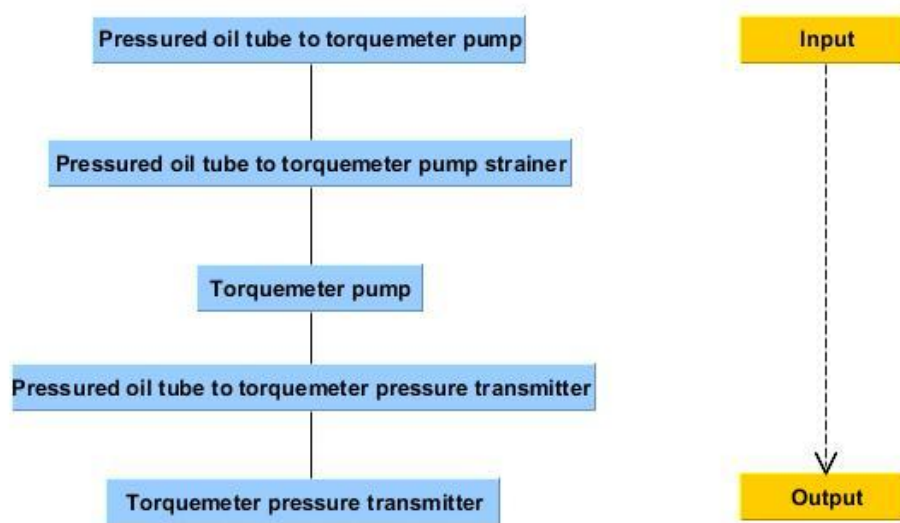 Pressured oil tube to torquemeter pump
Input
Pressured oil tube to torquemeter pump strainer
Torquemeter pump
Pressured oil tube to torquemeter pressure transmitter
Torquemeter pressure transmitter
Output